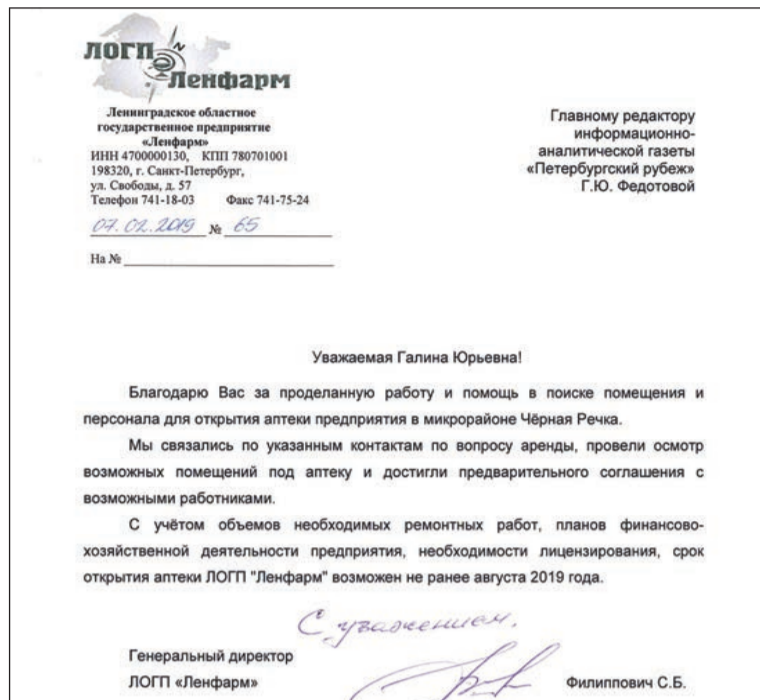 ЛОГП
Ленфарм
Ленинградское областное
государственное предприятие
«Ленфарм»
ИНН 4700000130, КПП 780701001
198320, г. Санкт-Петербург,
ул. Свободы, д. 57
Телефон 741-18-03 Факс 741-75-24
07.02.2019 № 65
На №
Главному редактору
информационно-
аналитической газеты
«Петербургский рубеж»
Г.Ю. Федотовой
Уважаемая Галина Юрьевна!
Благодарю Вас за проделанную работу и помощь в поиске помещения и
персонала для открытия аптеки предприятия в микрорайоне Чёрная Речка.
Мы связались по указанным контактам по вопросу аренды, провели осмотр
возможных помещений под аптеку и достигли предварительного соглашения с
возможными работниками.
С учётом объемов необходимых ремонтных работ, планов финансово-
хозяйственной деятельности предприятия, необходимости лицензирования, срок
открытия аптеки ЛОГП "Ленфарм" возможен не ранее августа 2019 года.
С уважением,
Генеральный директор
ЛОГП «Ленфарм»
Филиппович С.Б.